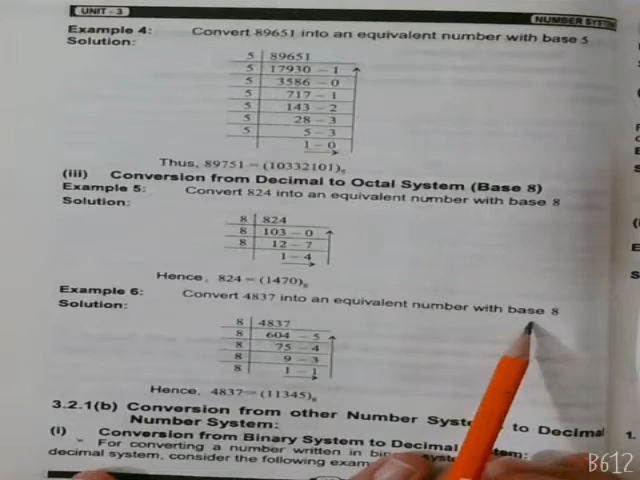 UNIT - 3
NUMBER SYSTEM
Example 4: Convert 89651 into an equivalent number with base 5
Solution:
5 | 89651
5 | 17930 – 1
5 | 3586 – 0
5 | 717 – 1
5 | 143 – 2
5 | 28 – 3
5 | 5 – 3
1 – 0
Thus, 89751 = (10332101)₅
(iii) Conversion from Decimal to Octal System (Base 8)
Example 5: Convert 824 into an equivalent number with base 8
Solution:
8 | 824
8 | 103 – 0
8 | 12 – 7
1 – 4
Hence, 824 = (1470)₈
Example 6: Convert 4837 into an equivalent number with base 8
Solution:
8 | 4837
8 | 604 – 5
8 | 75 – 4
8 | 9 – 3
8 | 1 – 1
Hence, 4837 = (11345)₈
3.2.1(b) Conversion from other Number to Decimal
Number System:
(i) Conversion from Binary System to Decimal
For converting a number written in
decimal system, consider the following
B612